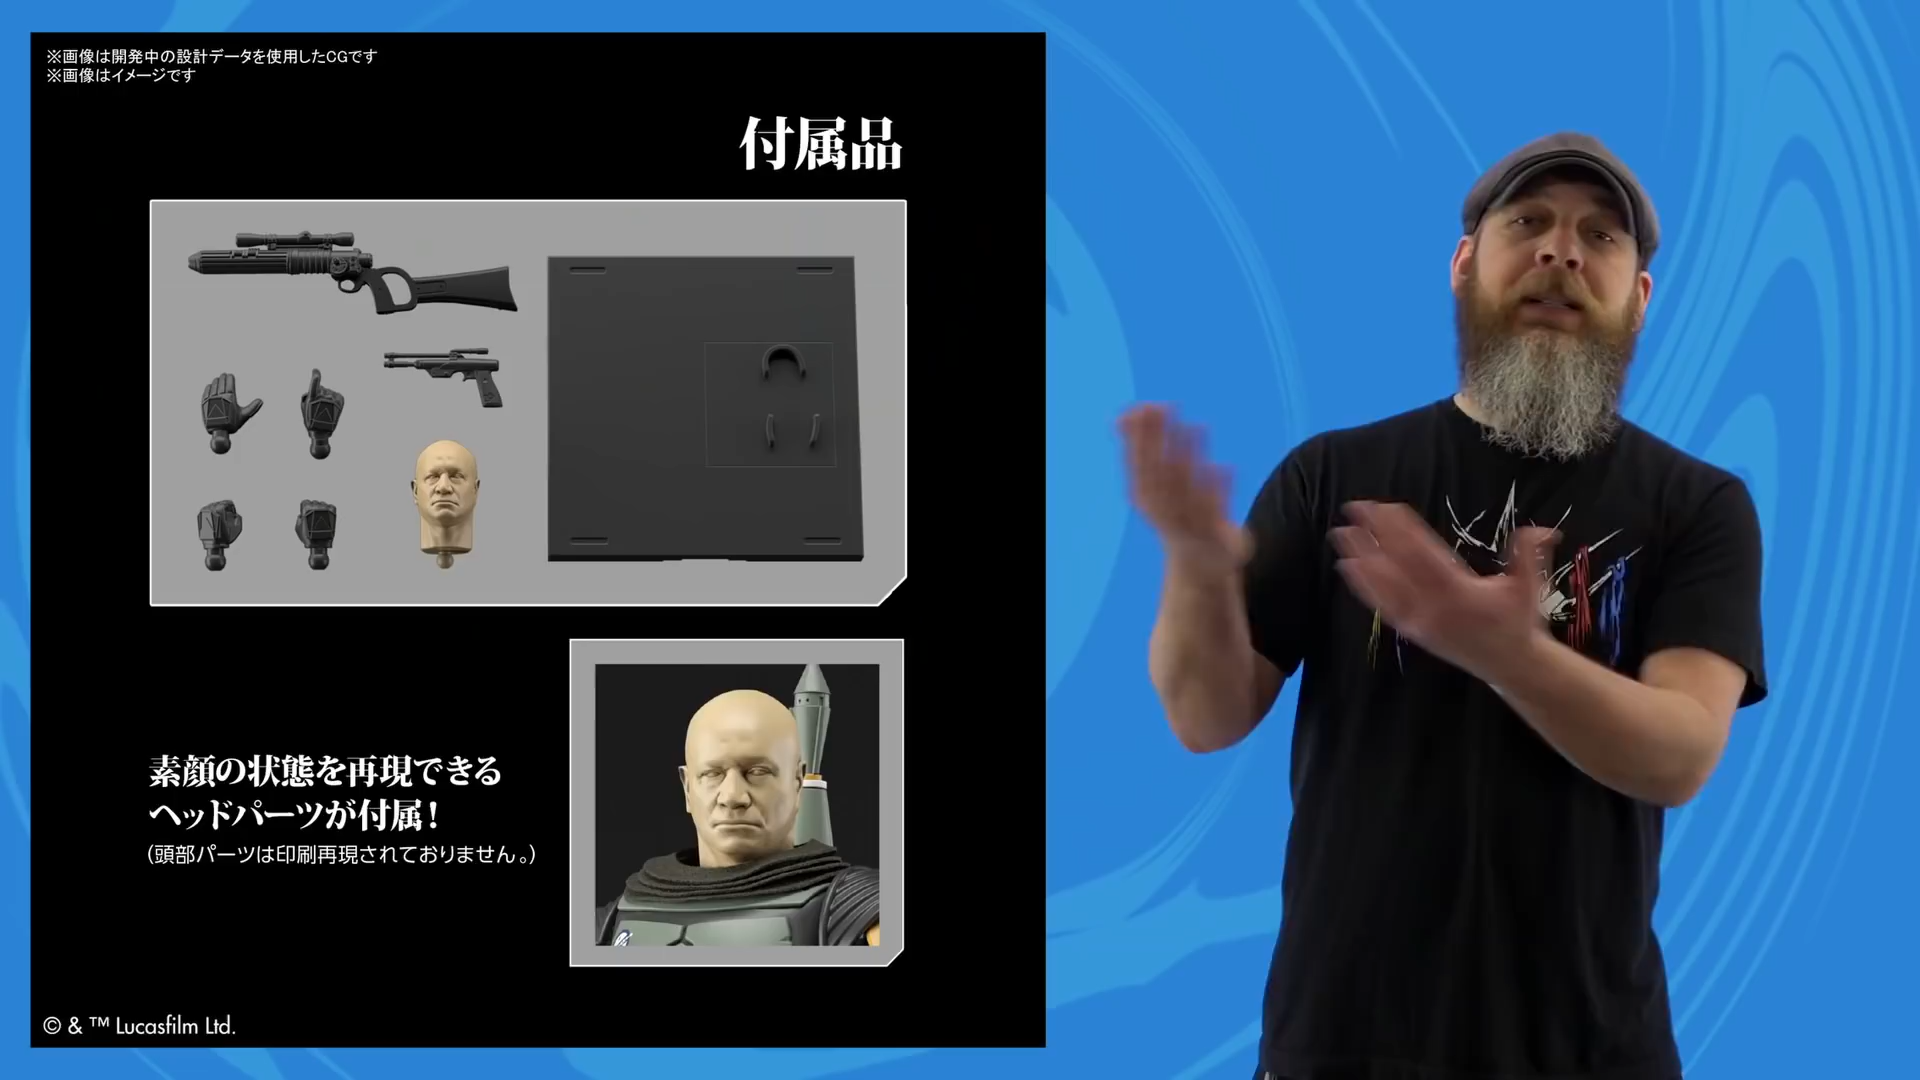 ※画像は開発中の設計データを使用したCGです
※画像はイメージです
付属品
素顔の状態を再現できる
ヘッドパーツが付属！
（頭部パーツは印刷再現されておりません。）
© & ™ Lucasfilm Ltd.